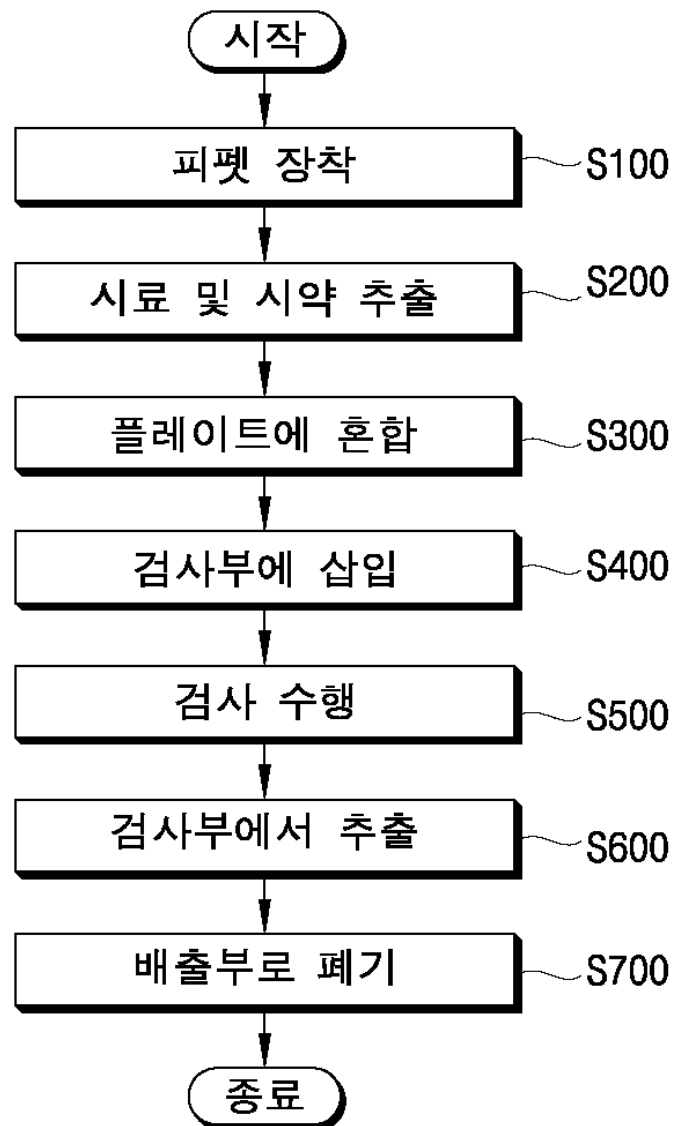 시작
피펫 장착 S100
시료 및 시약 추출 S200
플레이트에 혼합 S300
검사부에 삽입 S400
검사 수행 S500
검사부에서 추출 S600
배출부로 폐기 S700
종료